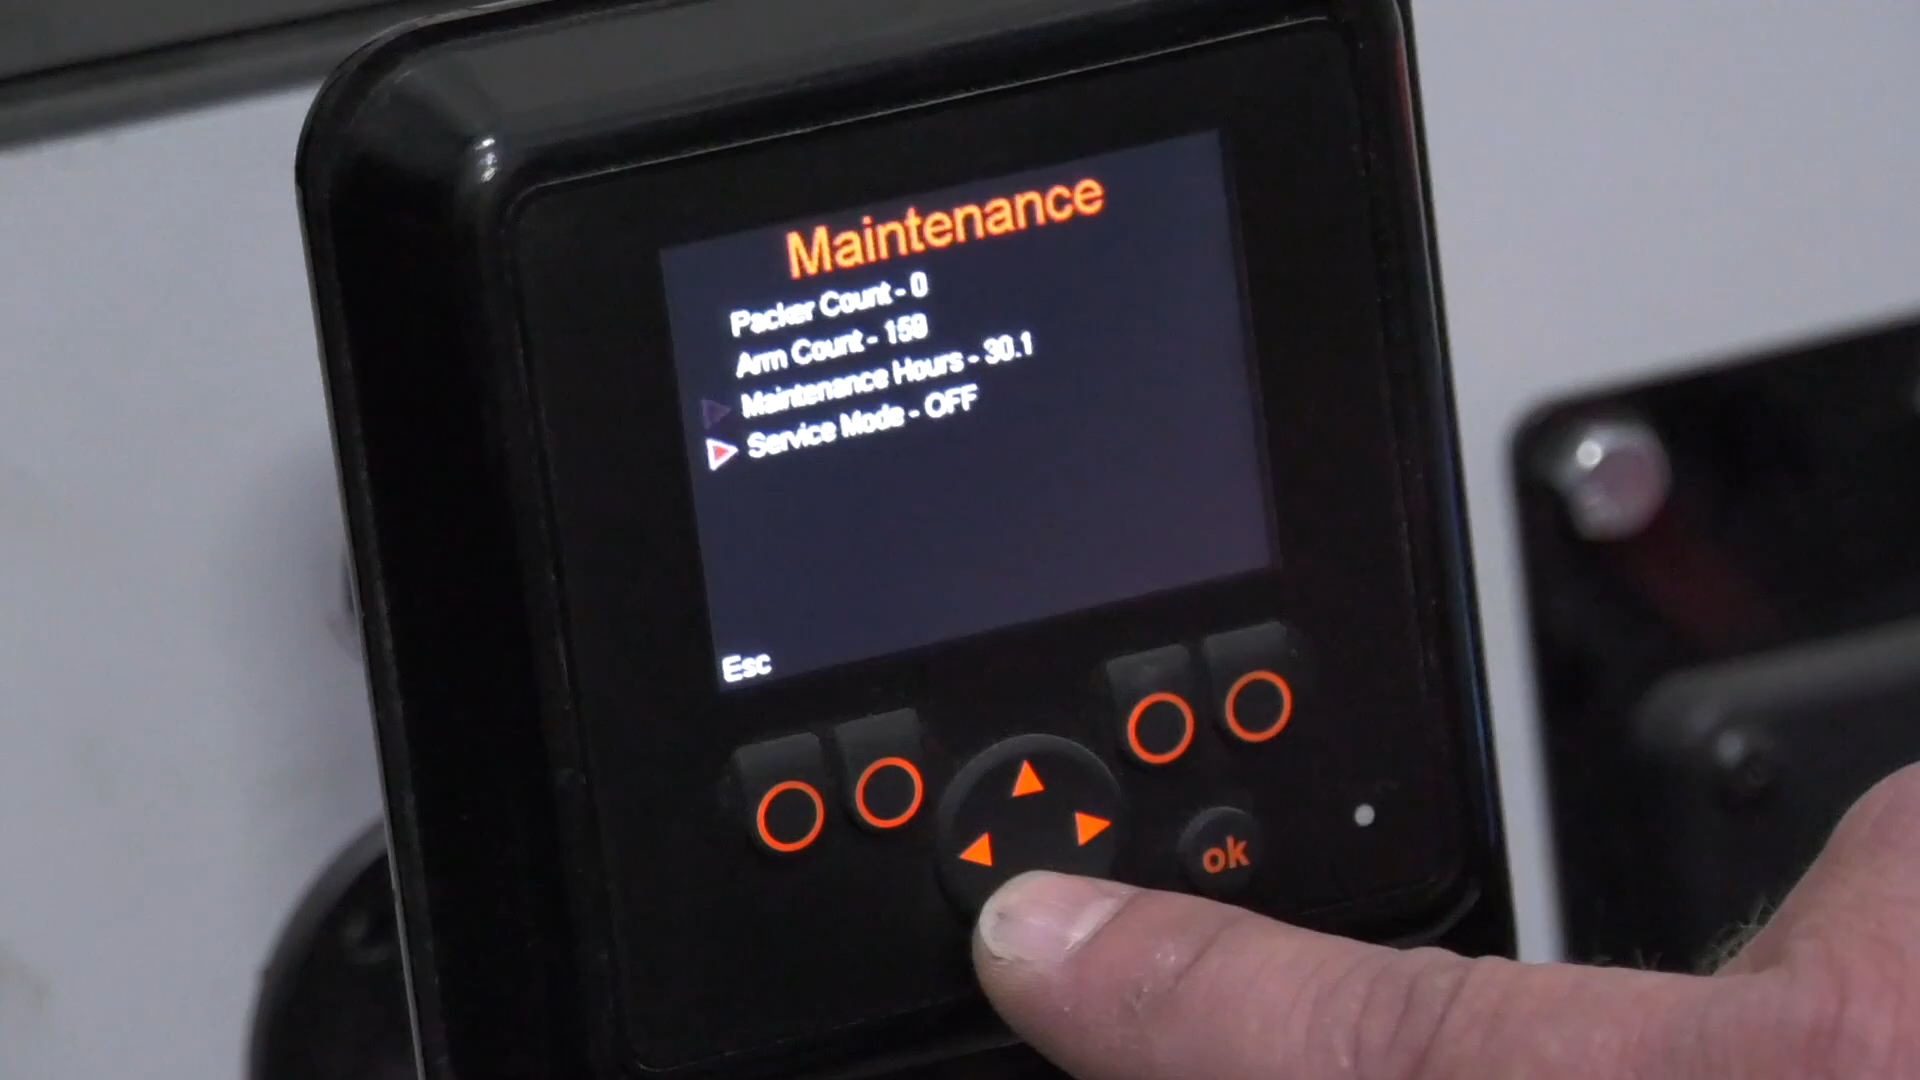 Maintenance
Packer Count - 0
Arm Count - 159
Maintenance Hours - 30.1
Service Mode - OFF
Esc
ok